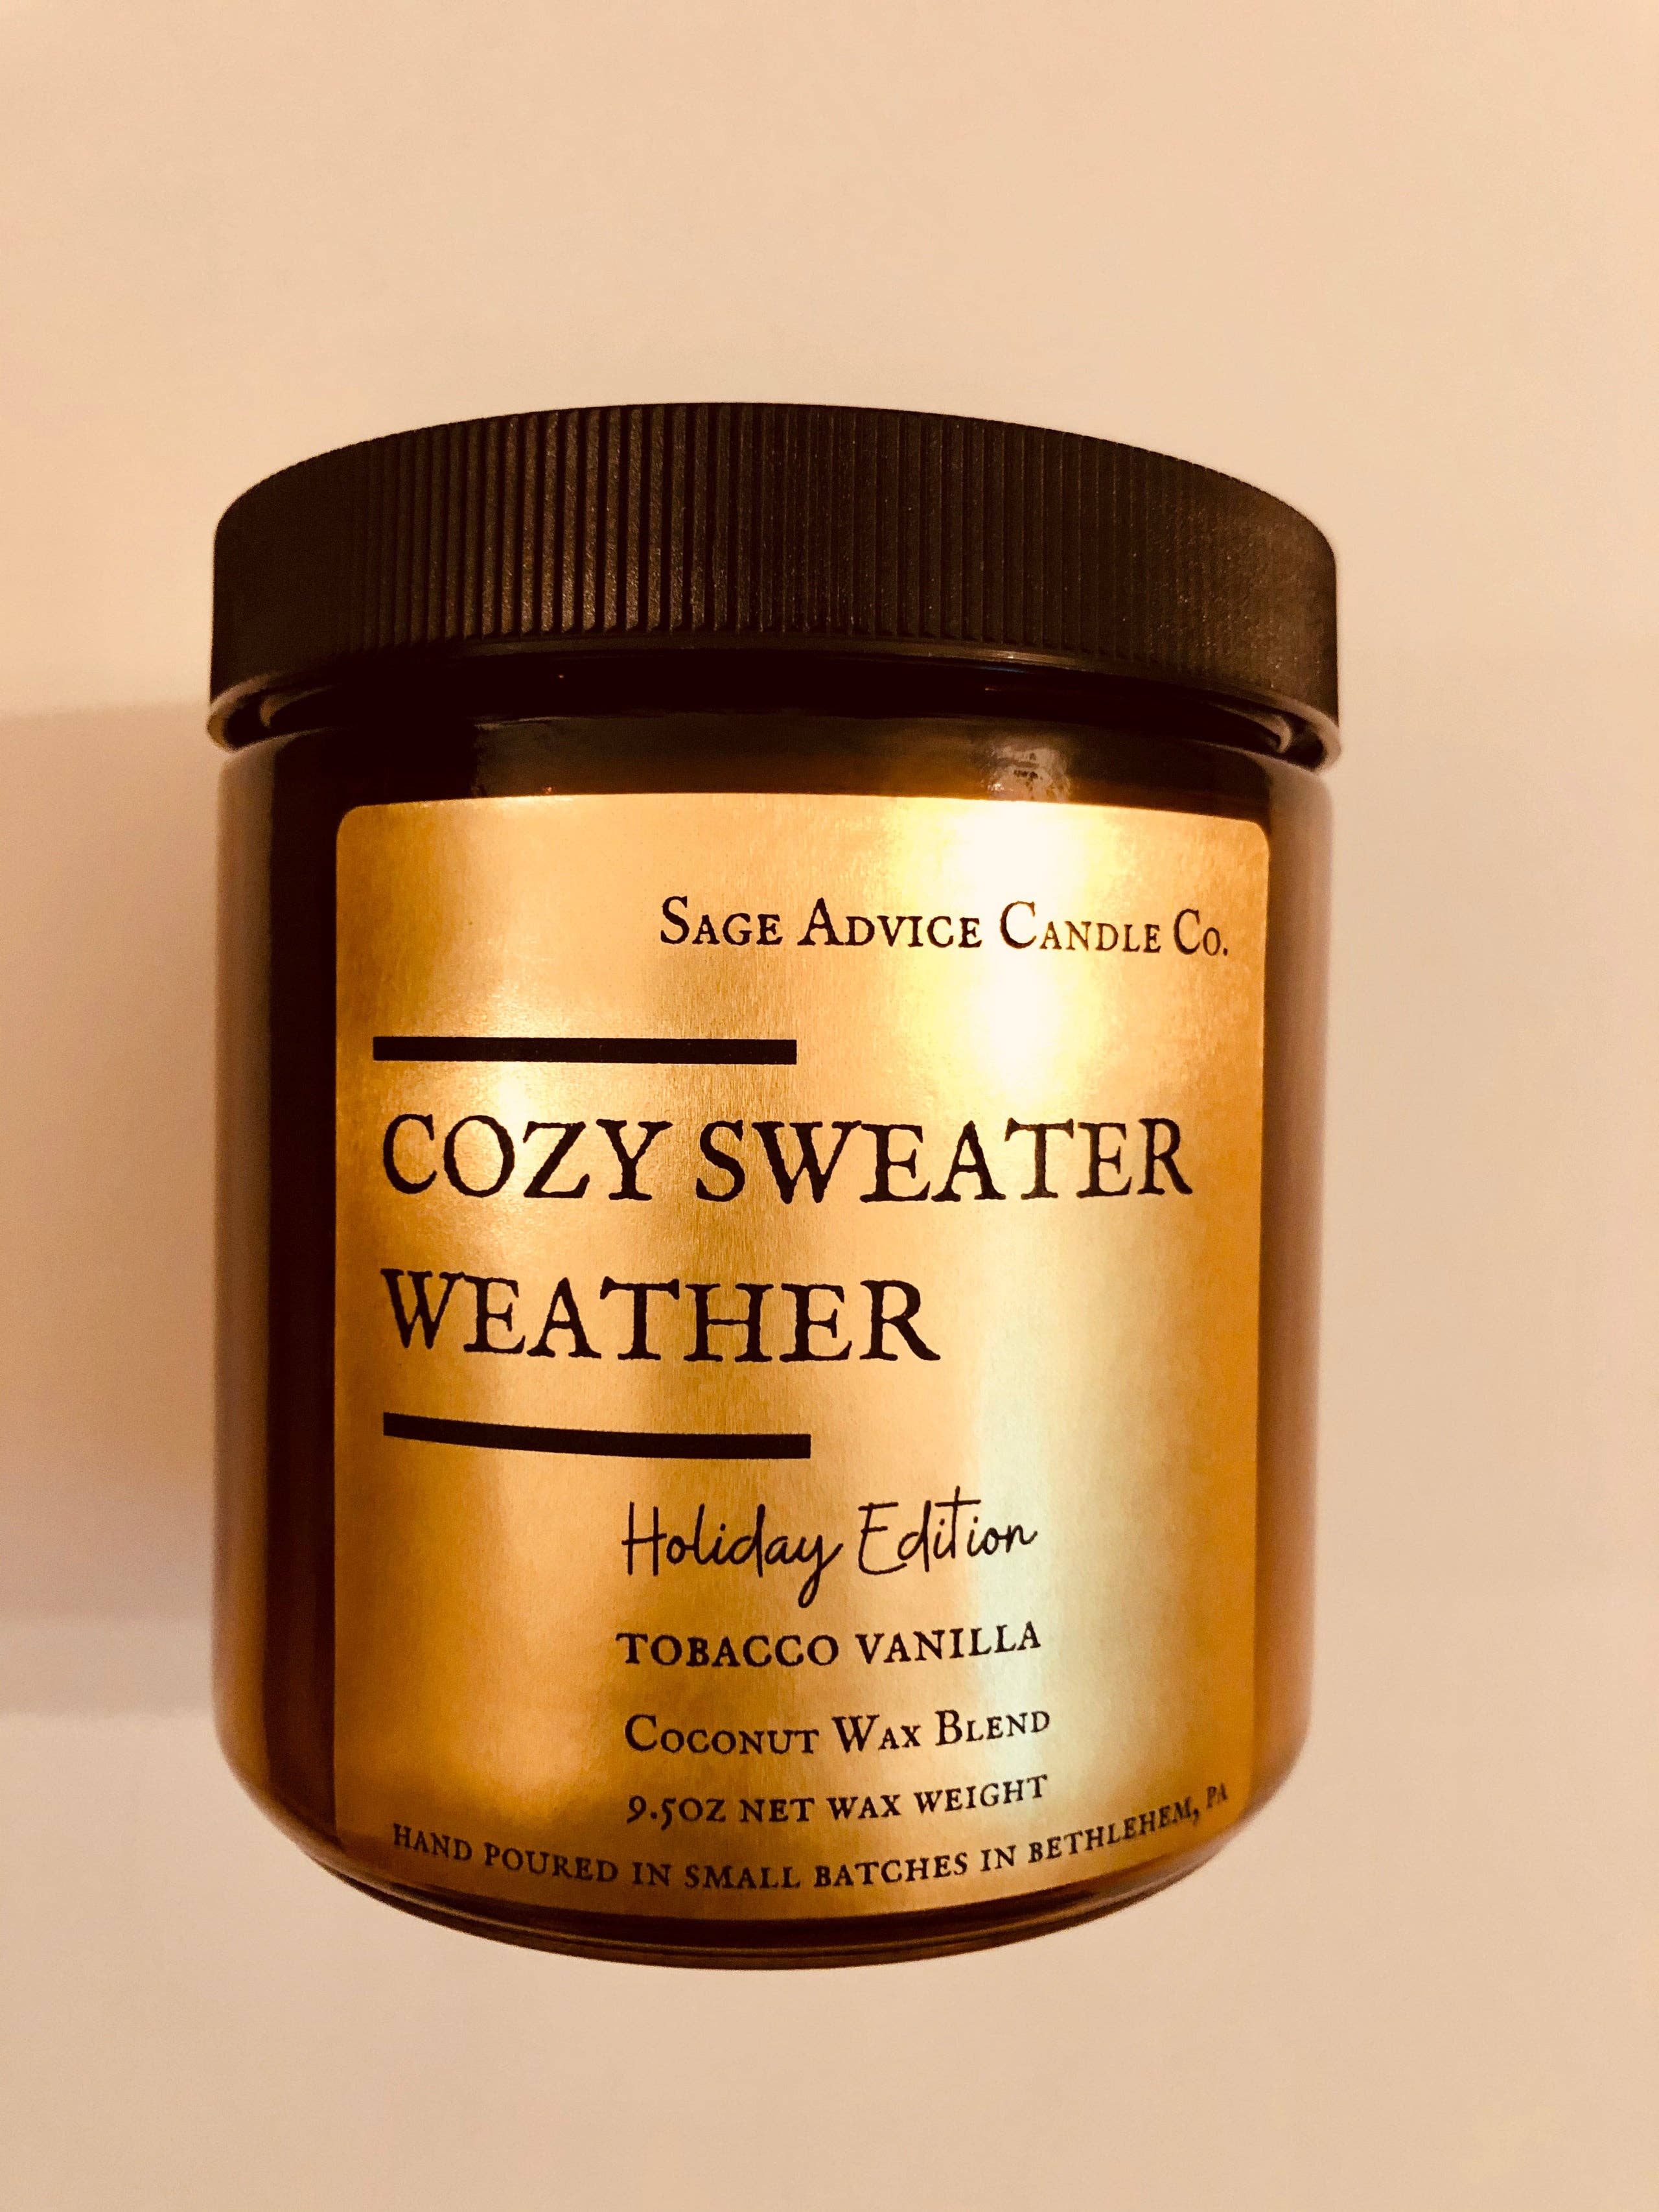 Sage Advice Candle Co.
COZY SWEATER
WEATHER
Holiday Edition
TOBACCO VANILLA
Coconut Wax Blend
9.5OZ NET WAX WEIGHT
HAND POURED IN SMALL BATCHES IN BETHLEHEM, PA